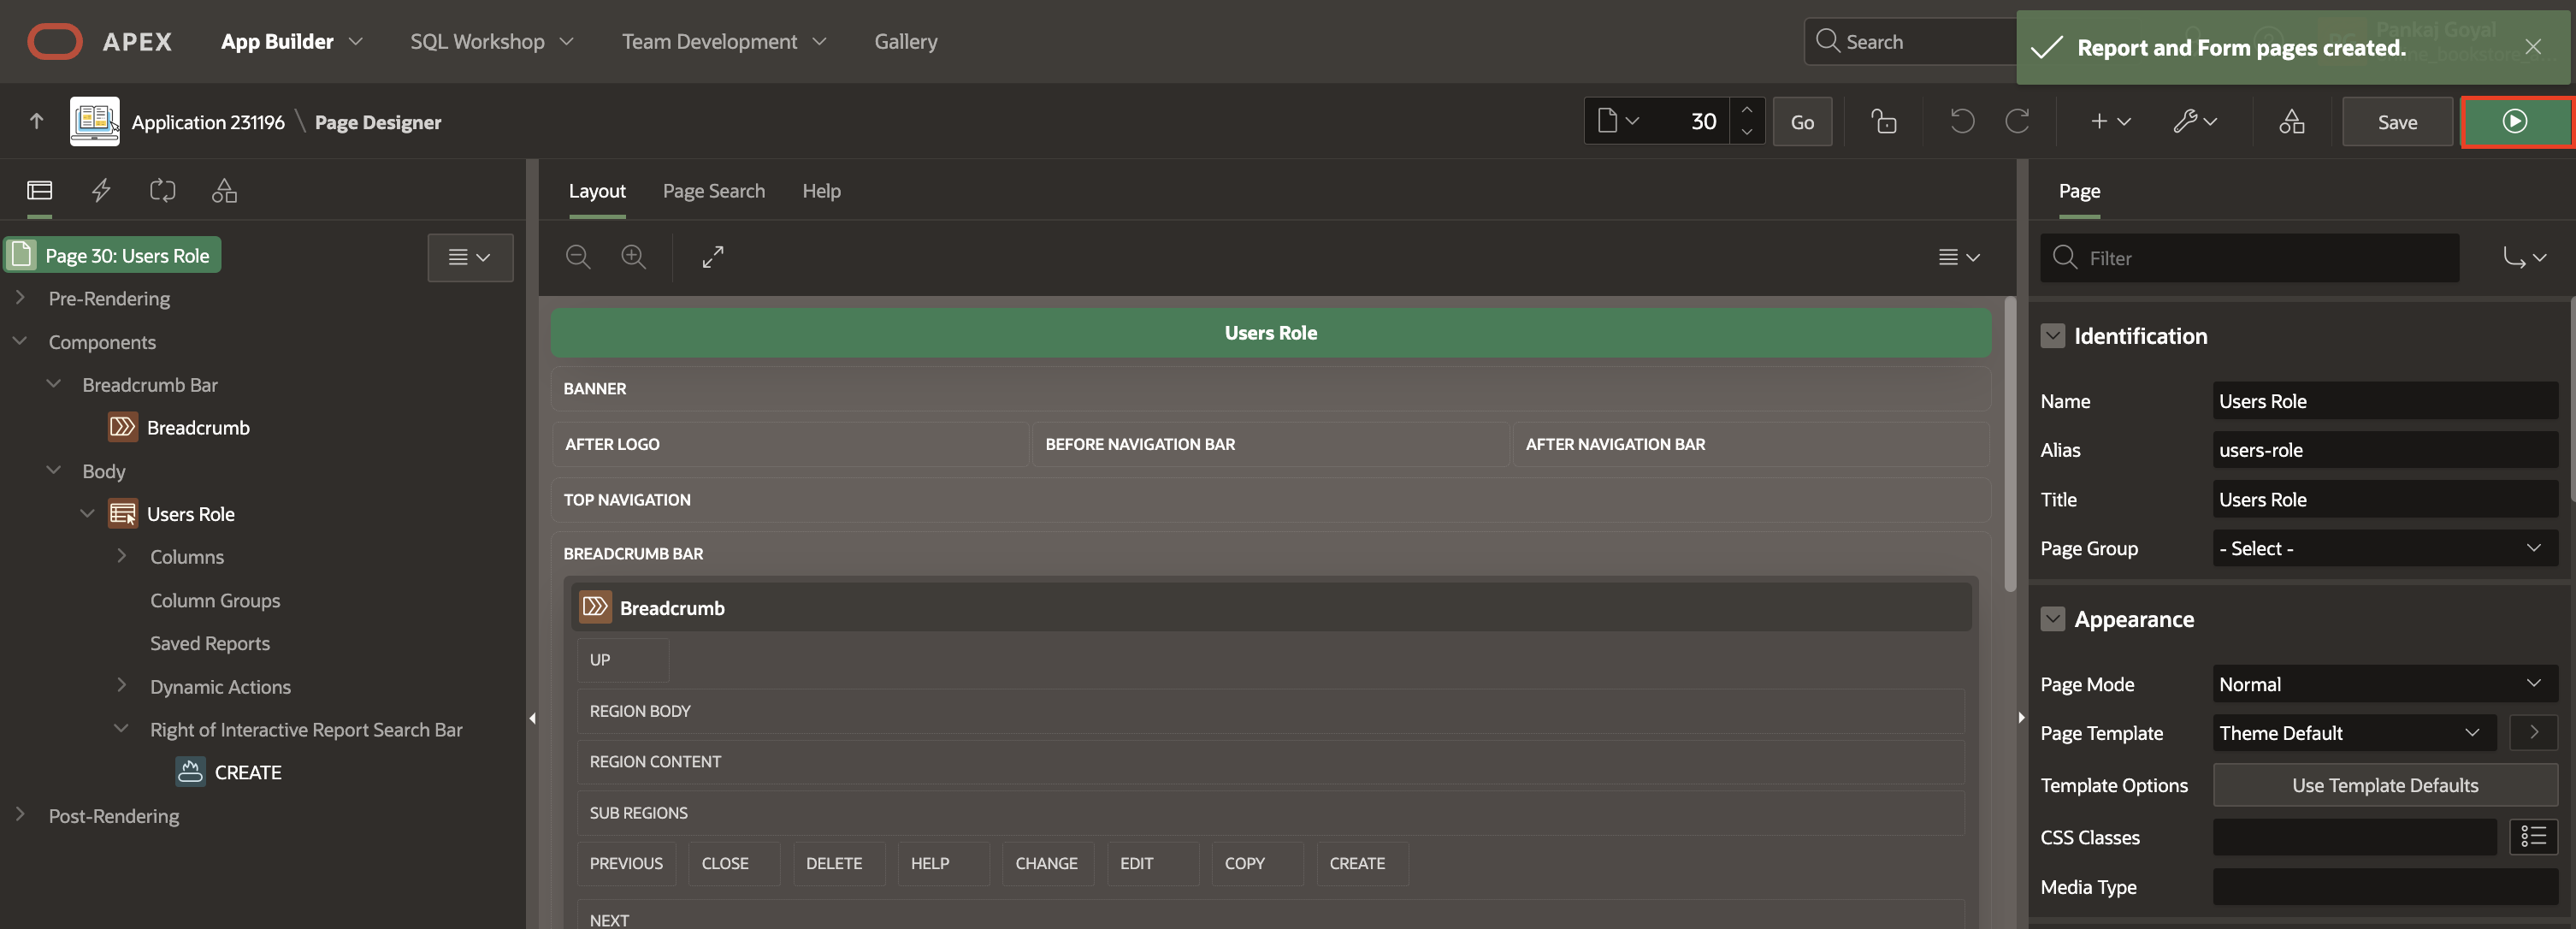 APEX App Builder SQL Workshop Team Development Gallery Search
Report and Form pages created.
Pankaj Goyal
Application 231196 \ Page Designer 30 Go Save
Layout Page Search Help
Page
Page 30: Users Role
Filter
Pre-Rendering
Components
Breadcrumb Bar
Breadcrumb
Body
Users Role
Columns
Column Groups
Saved Reports
Dynamic Actions
Right of Interactive Report Search Bar
CREATE
Post-Rendering
Users Role
BANNER
AFTER LOGO BEFORE NAVIGATION BAR AFTER NAVIGATION BAR
TOP NAVIGATION
BREADCRUMB BAR
Breadcrumb
UP
REGION BODY
REGION CONTENT
SUB REGIONS
PREVIOUS CLOSE DELETE HELP CHANGE EDIT COPY CREATE
NEXT
Identification
Name Users Role
Alias users-role
Title Users Role
Page Group - Select -
Appearance
Page Mode Normal
Page Template Theme Default
Template Options Use Template Defaults
CSS Classes
Media Type